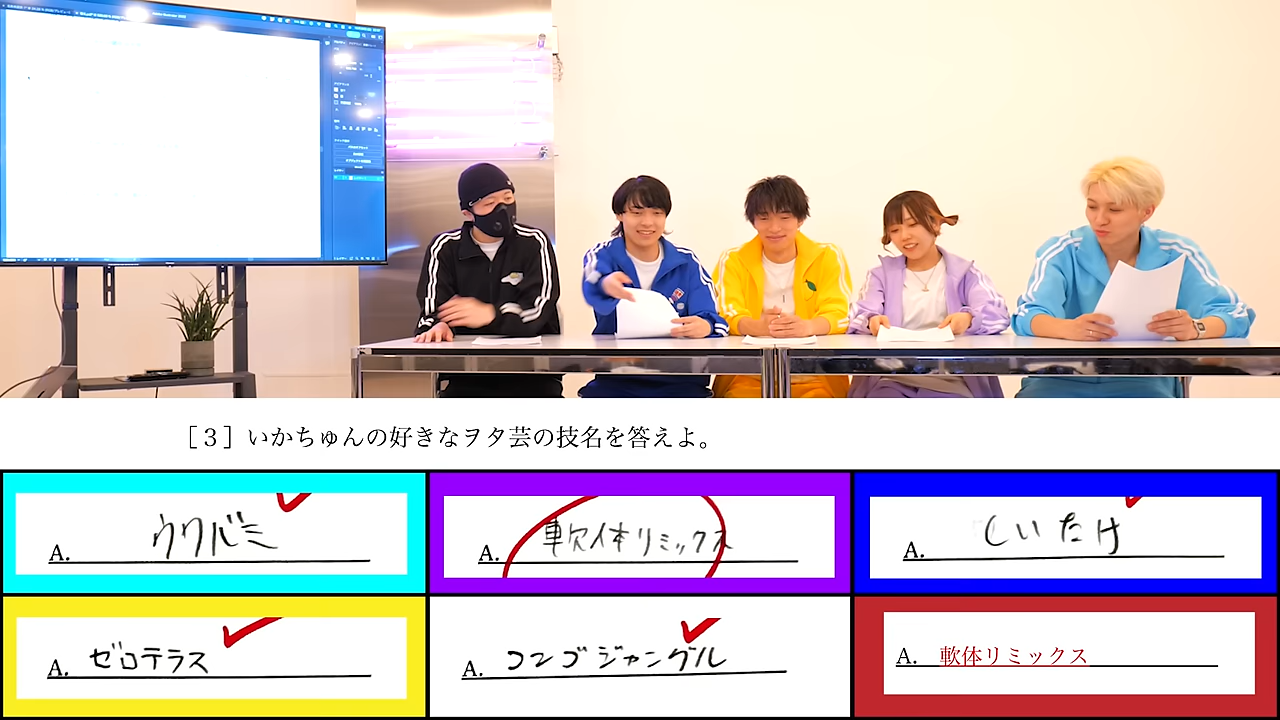 ［３］いかちゅんの好きなヲタ芸の技名を答えよ。
A. ウワバミ
A. 軟体リミックス
A. しいたけ
A. ゼロテラス
A. コンゴジャングル
A. 軟体リミックス